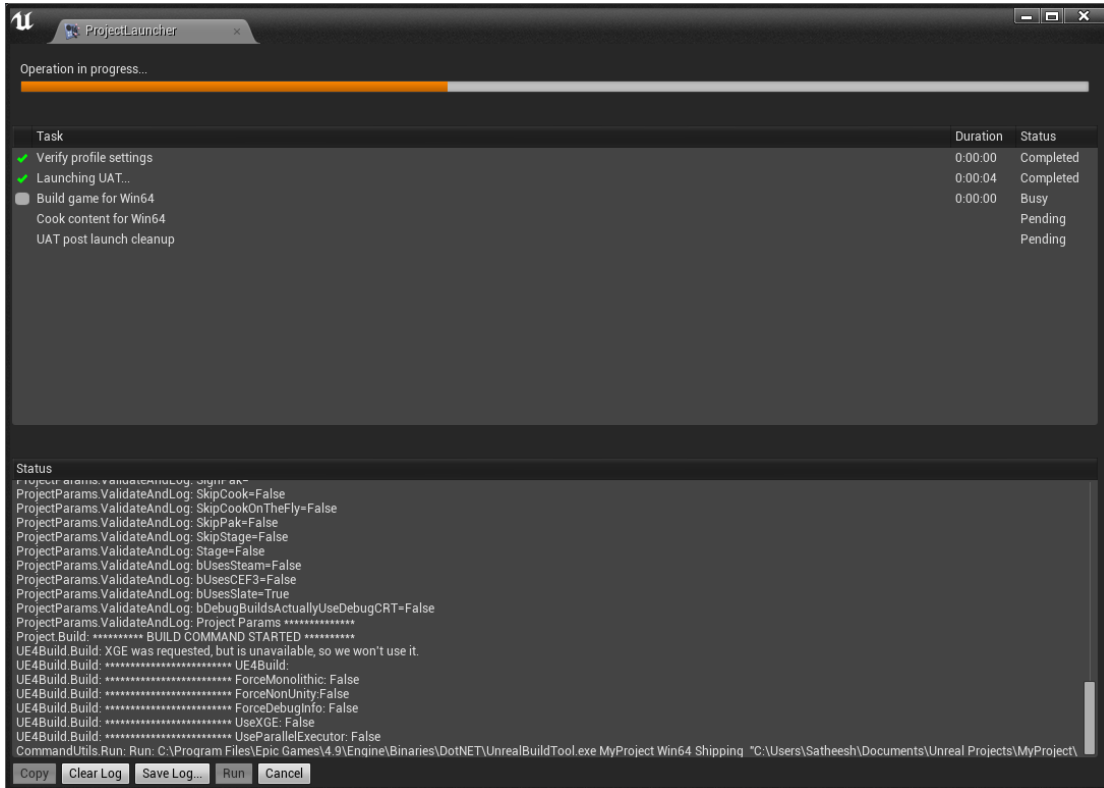 ProjectLauncher
Operation in progress...
Task Duration Status
Verify profile settings 0:00:00 Completed
Launching UAT... 0:00:04 Completed
Build game for Win64 0:00:00 Busy
Cook content for Win64 Pending
UAT post launch cleanup Pending
Status
ProjectParams.ValidateAndLog: SignPak=
ProjectParams.ValidateAndLog: SkipCook=False
ProjectParams.ValidateAndLog: SkipCookOnTheFly=False
ProjectParams.ValidateAndLog: SkipPak=False
ProjectParams.ValidateAndLog: SkipStage=False
ProjectParams.ValidateAndLog: Stage=False
ProjectParams.ValidateAndLog: bUsesSteam=False
ProjectParams.ValidateAndLog: bUsesCEF3=False
ProjectParams.ValidateAndLog: bUsesSlate=True
ProjectParams.ValidateAndLog: bDebugBuildsActuallyUseDebugCRT=False
ProjectParams.ValidateAndLog: Project Params **************
Project.Build: ********** BUILD COMMAND STARTED **********
UE4Build.Build: XGE was requested, but is unavailable, so we won't use it.
UE4Build.Build: ************************* UE4Build:
UE4Build.Build: ************************* ForceMonolithic: False
UE4Build.Build: ************************* ForceNonUnity:False
UE4Build.Build: ************************* ForceDebugInfo: False
UE4Build.Build: ************************* UseXGE: False
UE4Build.Build: ************************* UseParallelExecutor: False
CommandUtils.Run: Run: C:\Program Files\Epic Games\4.9\Engine\Binaries\DotNET\UnrealBuildTool.exe MyProject Win64 Shipping "C:\Users\Satheesh\Documents\Unreal Projects\MyProject\
Copy Clear Log Save Log... Run Cancel